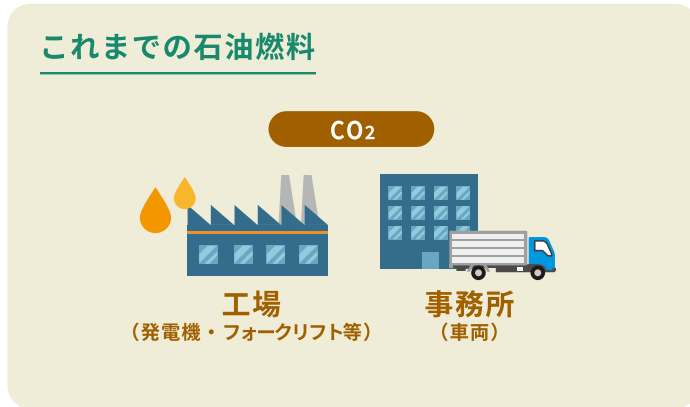 これまでの石油燃料
CO2
工場
（発電機・フォークリフト等）
事務所
（車両）